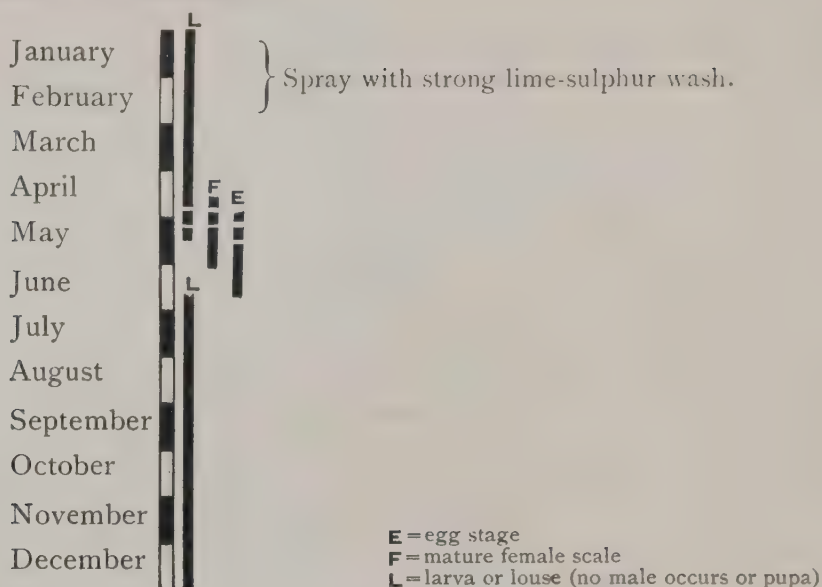 L
January
} Spray with strong lime-sulphur wash.
February
March
April
F
E
May
June
L
July
August
September
October
November
December
E=egg stage
F=mature female scale
L=larva or louse (no male occurs or pupa)